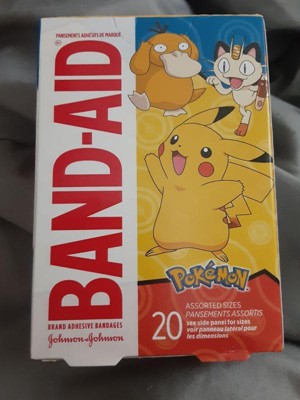 PANSEMENTS ADHÉSIFS DE MARQUE
BAND-AID®
BRAND ADHESIVE BANDAGES
Johnson & Johnson
Pokémon
20
ASSORTED SIZES
PANSEMENTS ASSORTIS
see side panel for sizes
voir panneau latéral pour
les dimensions